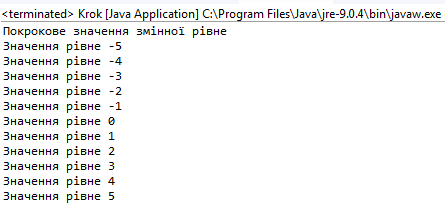 <terminated> Krok [Java Application] C:\Program Files\Java\jre-9.0.4\bin\javaw.exe
Покрокове значення змінної рівне
Значення рівне -5
Значення рівне -4
Значення рівне -3
Значення рівне -2
Значення рівне -1
Значення рівне 0
Значення рівне 1
Значення рівне 2
Значення рівне 3
Значення рівне 4
Значення рівне 5